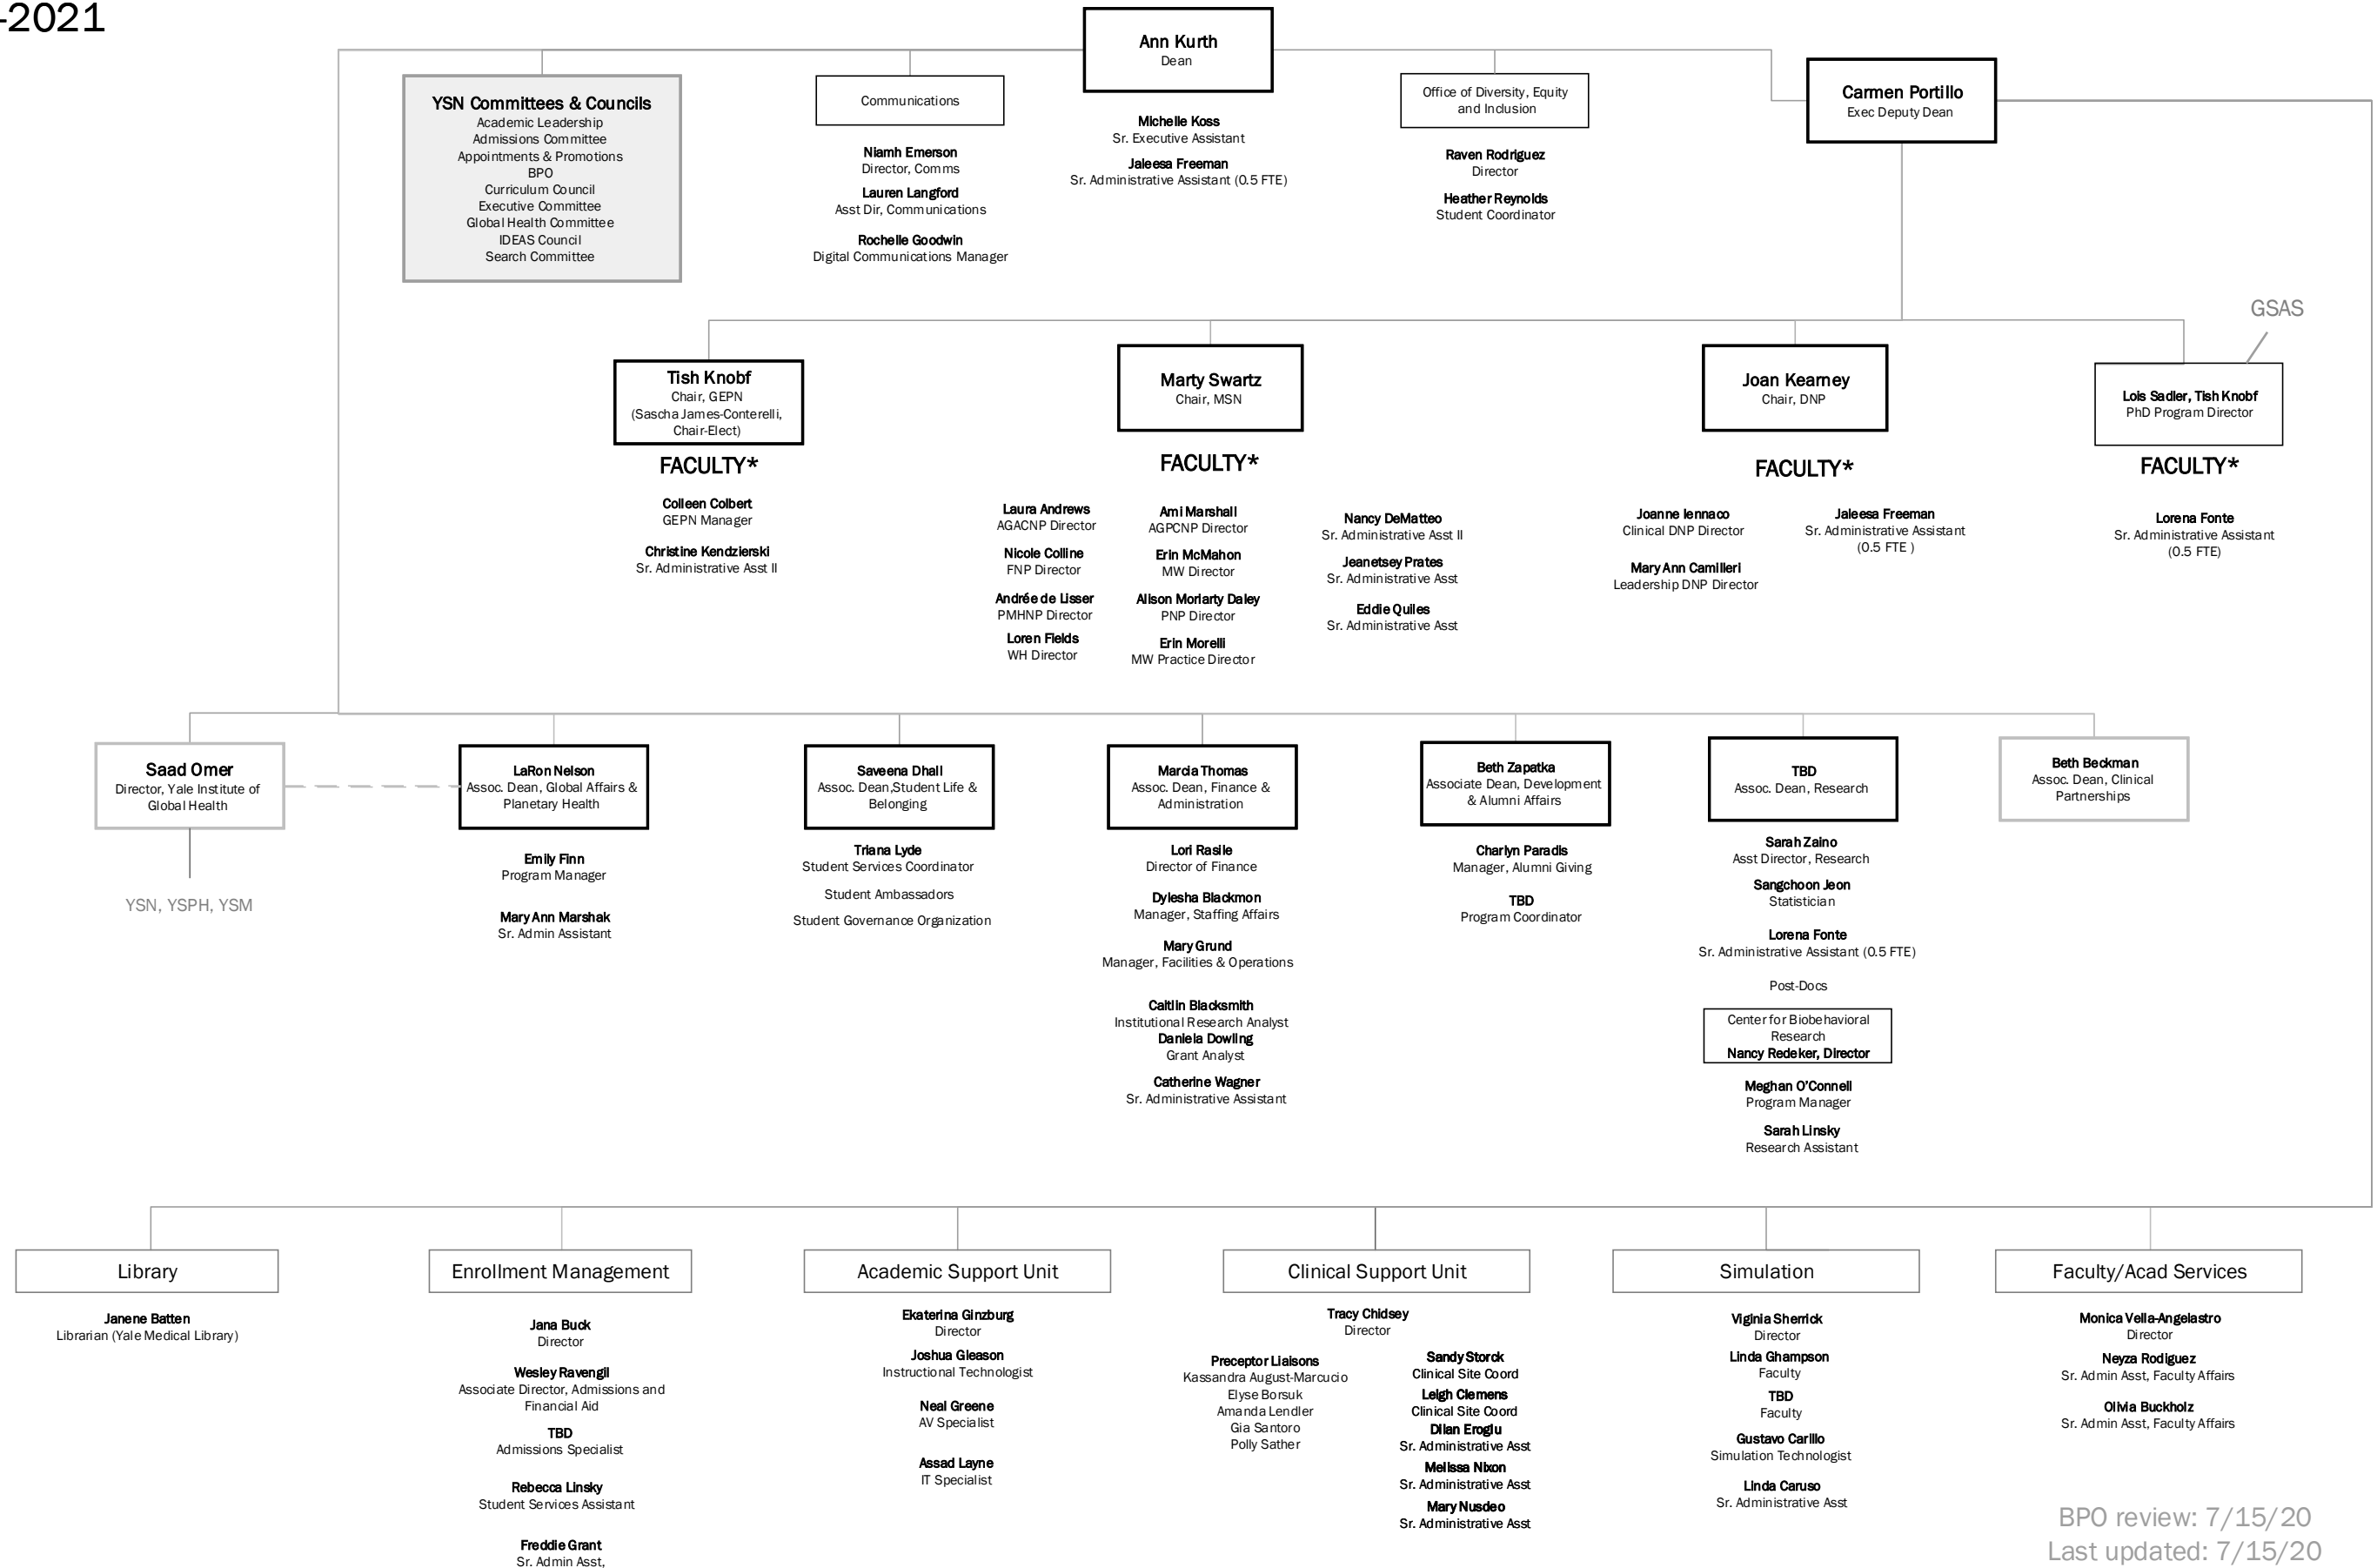 -2021
Ann Kurth
Dean
Michelle Koss
Sr. Executive Assistant
Jaleesa Freeman
Sr. Administrative Assistant (0.5 FTE)
YSN Committees & Councils
Academic Leadership
Admissions Committee
Appointments & Promotions
BPO
Curriculum Council
Executive Committee
Global Health Committee
IDEAS Council
Search Committee
Communications
Niamh Emerson
Director, Comms
Lauren Langford
Asst Dir, Communications
Rochelle Goodwin
Digital Communications Manager
Office of Diversity, Equity
and Inclusion
Raven Rodriguez
Director
Heather Reynolds
Student Coordinator
Carmen Portillo
Exec Deputy Dean
GSAS
Tish Knobf
Chair, GEPN
(Sascha James-Conterelli,
Chair-Elect)
FACULTY*
Colleen Colbert
GEPN Manager
Christine Kendzierski
Sr. Administrative Asst II
Marty Swartz
Chair, MSN
FACULTY*
Laura Andrews
AGACNP Director
Nicole Colline
FNP Director
Andrée de Lisser
PMHNP Director
Loren Fields
WH Director
Ami Marshall
AGPCNP Director
Erin McMahon
MW Director
Alison Moriarty Daley
PNP Director
Erin Morelli
MW Practice Director
Nancy DeMatteo
Sr. Administrative Asst II
Jeanetsey Prates
Sr. Administrative Asst
Eddie Quiles
Sr. Administrative Asst
Joan Kearney
Chair, DNP
FACULTY*
Joanne Iennaco
Clinical DNP Director
Mary Ann Camilleri
Leadership DNP Director
Jaleesa Freeman
Sr. Administrative Assistant
(0.5 FTE )
Lois Sadler, Tish Knobf
PhD Program Director
FACULTY*
Lorena Fonte
Sr. Administrative Assistant
(0.5 FTE)
Saad Omer
Director, Yale Institute of
Global Health
YSN, YSPH, YSM
LaRon Nelson
Assoc. Dean, Global Affairs &
Planetary Health
Emily Finn
Program Manager
Mary Ann Marshak
Sr. Admin Assistant
Saveena Dhall
Assoc. Dean,Student Life &
Belonging
Triana Lyde
Student Services Coordinator
Student Ambassadors
Student Governance Organization
Marcia Thomas
Assoc. Dean, Finance &
Administration
Lori Rasile
Director of Finance
Dylesha Blackmon
Manager, Staffing Affairs
Mary Grund
Manager, Facilities & Operations
Caitlin Blacksmith
Institutional Research Analyst
Daniela Dowling
Grant Analyst
Catherine Wagner
Sr. Administrative Assistant
Beth Zapatka
Associate Dean, Development
& Alumni Affairs
Charlyn Paradis
Manager, Alumni Giving
TBD
Program Coordinator
TBD
Assoc. Dean, Research
Sarah Zaino
Asst Director, Research
Sangchoon Jeon
Statistician
Lorena Fonte
Sr. Administrative Assistant (0.5 FTE)
Post-Docs
Center for Biobehavioral
Research
Nancy Redeker, Director
Meghan O'Connell
Program Manager
Sarah Linsky
Research Assistant
Beth Beckman
Assoc. Dean, Clinical
Partnerships
Library
Janene Batten
Librarian (Yale Medical Library)
Enrollment Management
Jana Buck
Director
Wesley Ravengil
Associate Director, Admissions and
Financial Aid
TBD
Admissions Specialist
Rebecca Linsky
Student Services Assistant
Freddie Grant
Sr. Admin Asst,
Academic Support Unit
Ekaterina Ginzburg
Director
Joshua Gleason
Instructional Technologist
Neal Greene
AV Specialist
Assad Layne
IT Specialist
Clinical Support Unit
Tracy Chidsey
Director
Preceptor Liaisons
Kassandra August-Marcucio
Elyse Borsuk
Amanda Lendler
Gia Santoro
Polly Sather
Sandy Storck
Clinical Site Coord
Leigh Clemens
Clinical Site Coord
Dilan Eroglu
Sr. Administrative Asst
Melissa Nixon
Sr. Administrative Asst
Mary Nusdeo
Sr. Administrative Asst
Simulation
Viginia Sherrick
Director
Linda Ghampson
Faculty
TBD
Faculty
Gustavo Carillo
Simulation Technologist
Linda Caruso
Sr. Administrative Asst
Faculty/Acad Services
Monica Vella-Angelastro
Director
Neyza Rodiguez
Sr. Admin Asst, Faculty Affairs
Olivia Buckholz
Sr. Admin Asst, Faculty Affairs
BPO review: 7/15/20
Last updated: 7/15/20